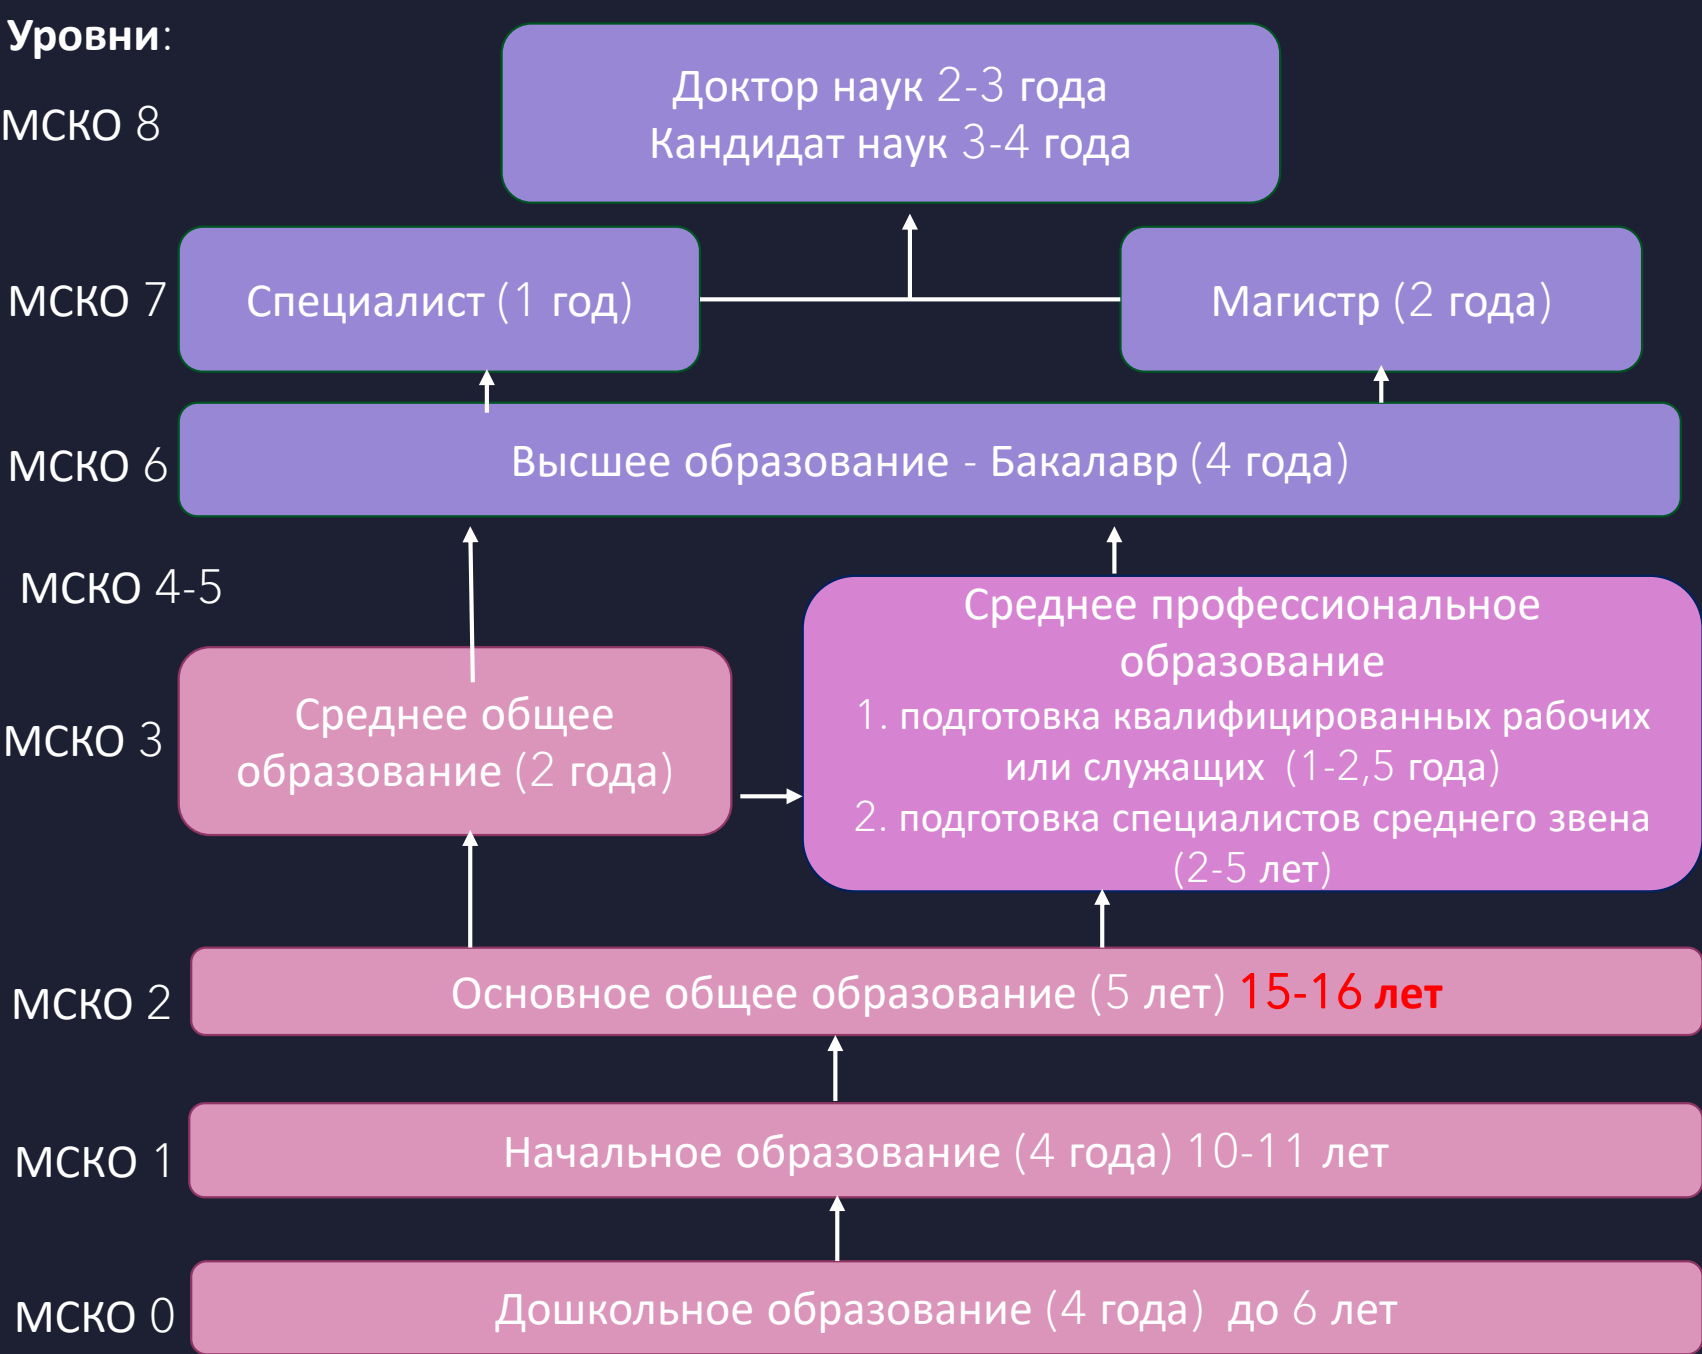 Уровни:
МСКО 8
Доктор наук 2-3 года
Кандидат наук 3-4 года
МСКО 7
Специалист (1 год)
Магистр (2 года)
МСКО 6
Высшее образование - Бакалавр (4 года)
МСКО 4-5
Среднее профессиональное
образование
1. подготовка квалифицированных рабочих
или служащих (1-2,5 года)
2. подготовка специалистов среднего звена
(2-5 лет)
МСКО 3
Среднее общее
образование (2 года)
МСКО 2
Основное общее образование (5 лет) 15-16 лет
МСКО 1
Начальное образование (4 года) 10-11 лет
МСКО 0
Дошкольное образование (4 года) до 6 лет